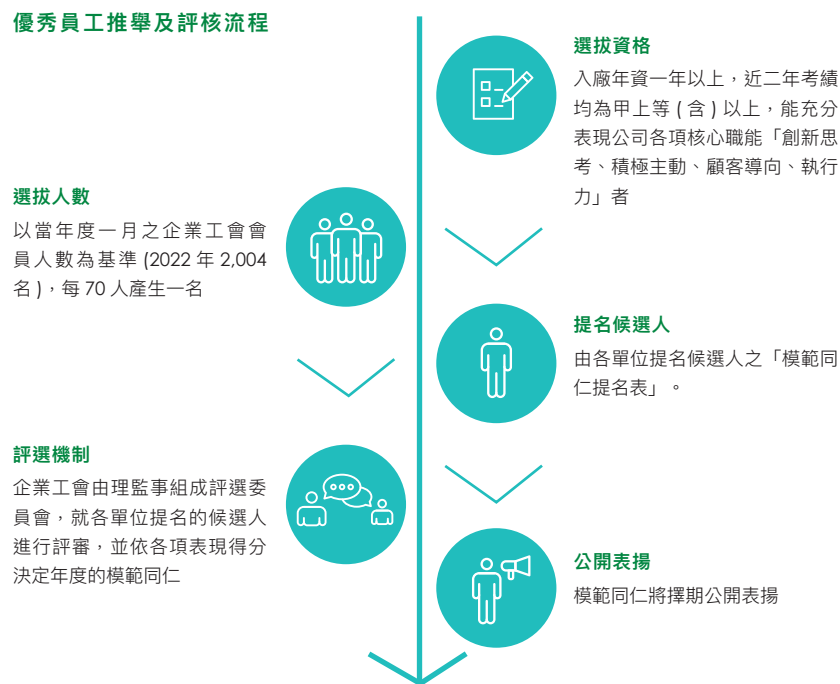 優秀員工推舉及評核流程
選拔資格
入廠年資一年以上，近二年考績
均為甲上等 ( 含 ) 以上，能充分
表現公司各項核心職能「創新思
考、積極主動、顧客導向、執行
力」者
選拔人數
以當年度一月之企業工會會
員人數為基準 (2022 年 2,004
名 )，每 70 人產生一名
提名候選人
由各單位提名候選人之「模範同
仁提名表」。
評選機制
企業工會由理監事組成評選委
員會，就各單位提名的候選人
進行評審，並依各項表現得分
決定年度的模範同仁
公開表揚
模範同仁將擇期公開表揚